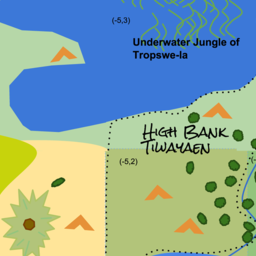 (-5,3)
Underwater Jungle of
Tropswe-la
High Bank
Tiwayaen
(-5,2)